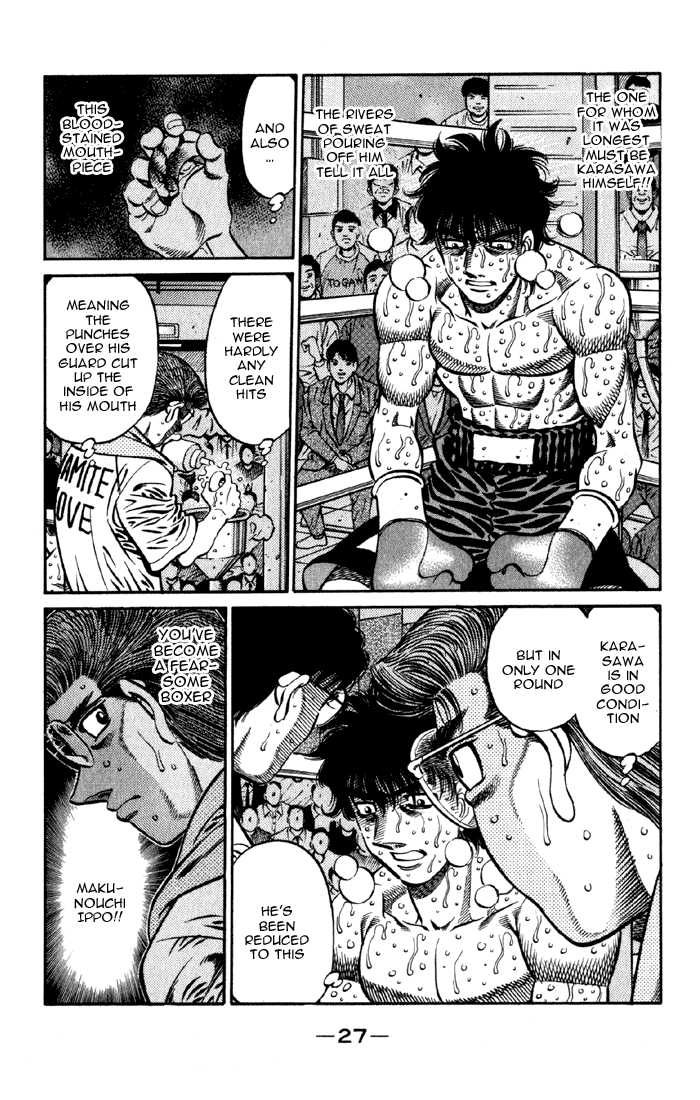 THE ONE
FOR WHOM
IT WAS
LONGEST
MUST BE
KARASAWA
HIMSELF!!
THE RIVERS
OF SWEAT
POURING
OFF HIM
TELL IT ALL
TOGAW
AND
ALSO
...
THIS
BLOOD-
STAINED
MOUTH-
PIECE
THERE
WERE
HARDLY
ANY
CLEAN
HITS
MEANING
THE
PUNCHES
OVER HIS
GUARD CUT
UP THE
INSIDE OF
HIS MOUTH
AMITE
OVE
KARA-
SAWA
IS IN
GOOD
CONDI-
TION
BUT IN
ONLY ONE
ROUND
HE'S
BEEN
REDUCED
TO THIS
YOU'VE
BECOME
A FEAR-
SOME
BOXER
MAKU-
NOUCHI
IPPO!!
—27—